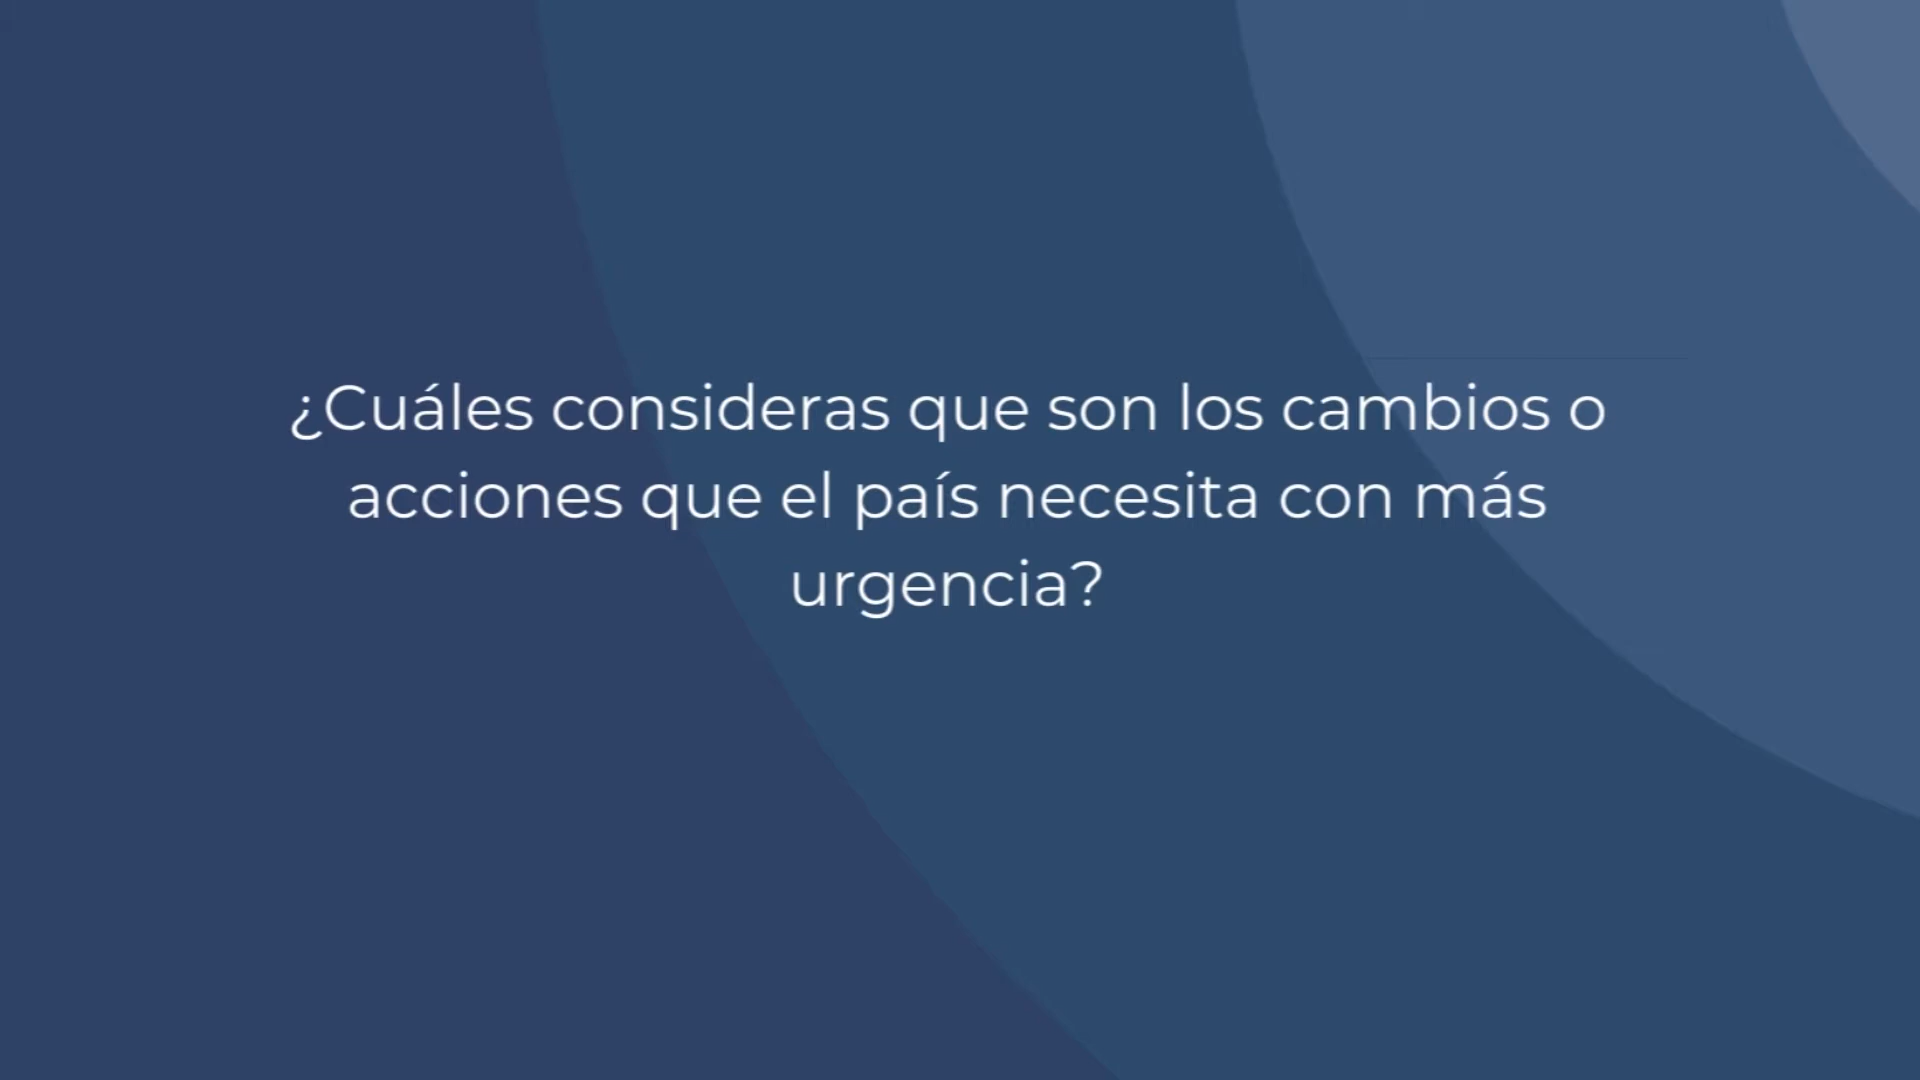 ¿Cuáles consideras que son los cambios o
acciones que el país necesita con más
urgencia?